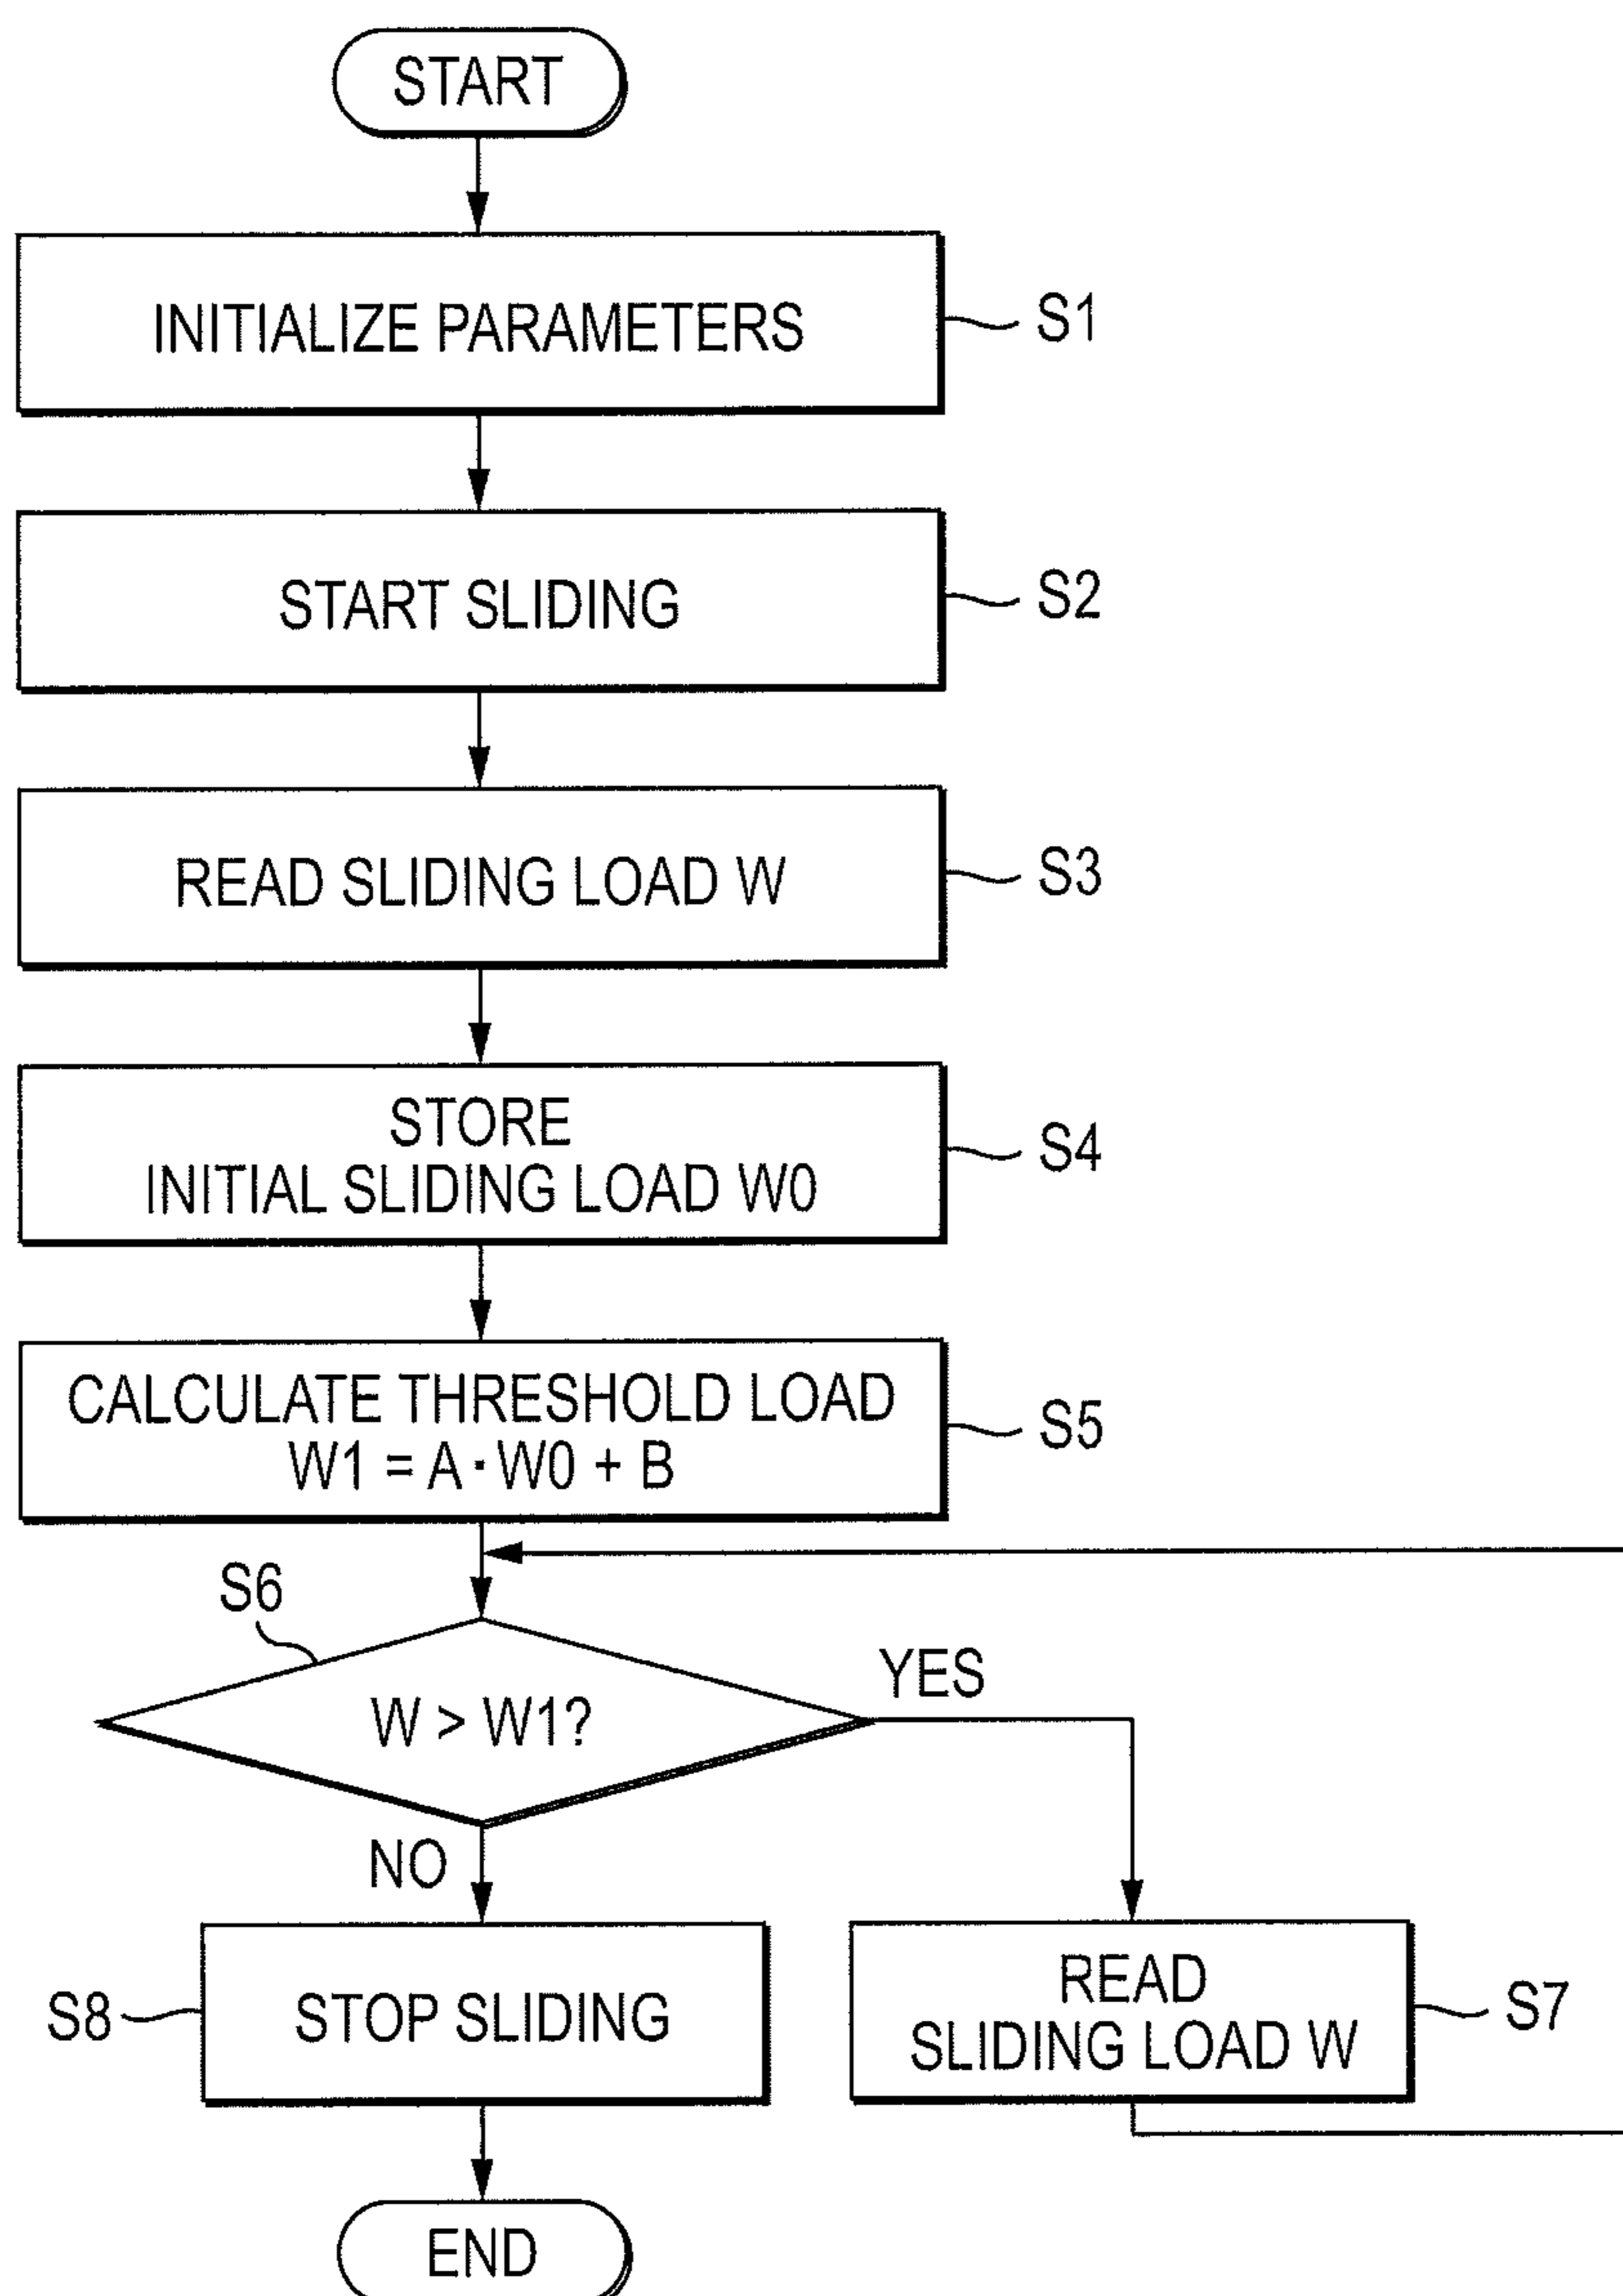 START
INITIALIZE PARAMETERS
S1
START SLIDING
S2
READ SLIDING LOAD W
S3
STORE
INITIAL SLIDING LOAD W0
S4
CALCULATE THRESHOLD LOAD
W1 = A · W0 + B
S5
S6
W > W1?
YES
NO
STOP SLIDING
S8
READ
SLIDING LOAD W
S7
END